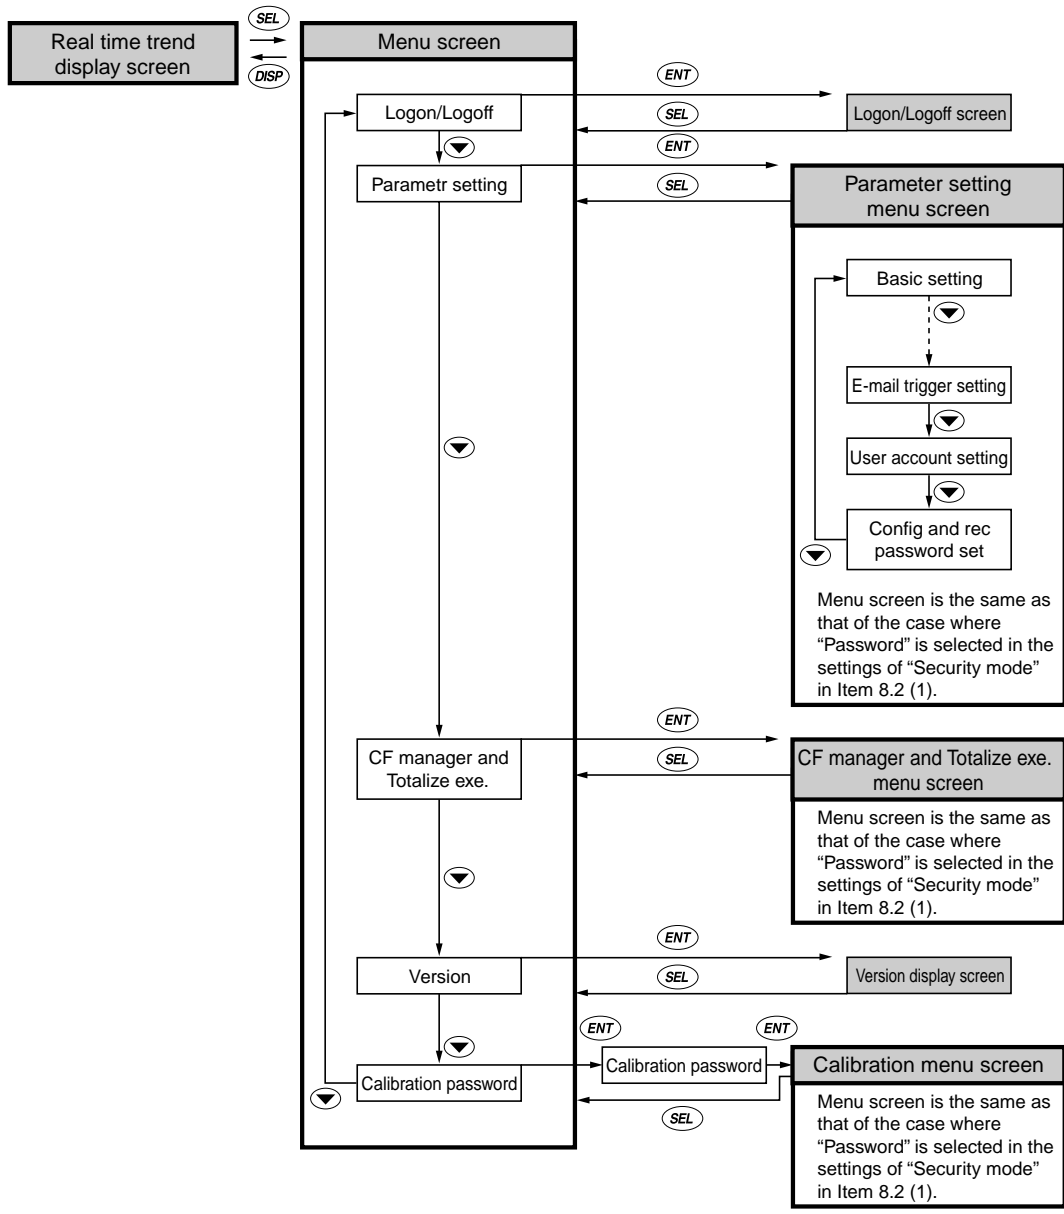 SEL
Real time trend
display screen
DISP
Menu screen
ENT
Logon/Logoff
SEL
Logon/Logoff screen
ENT
Parametr setting
SEL
Parameter setting
menu screen
Basic setting
E-mail trigger setting
User account setting
Config and rec
password set
Menu screen is the same as
that of the case where
“Password” is selected in the
settings of “Security mode”
in Item 8.2 (1).
ENT
CF manager and
Totalize exe.
SEL
CF manager and Totalize exe.
menu screen
Menu screen is the same as
that of the case where
“Password” is selected in the
settings of “Security mode”
in Item 8.2 (1).
ENT
Version
SEL
Version display screen
ENT
ENT
Calibration password
Calibration password
Calibration menu screen
SEL
Menu screen is the same as
that of the case where
“Password” is selected in the
settings of “Security mode”
in Item 8.2 (1).